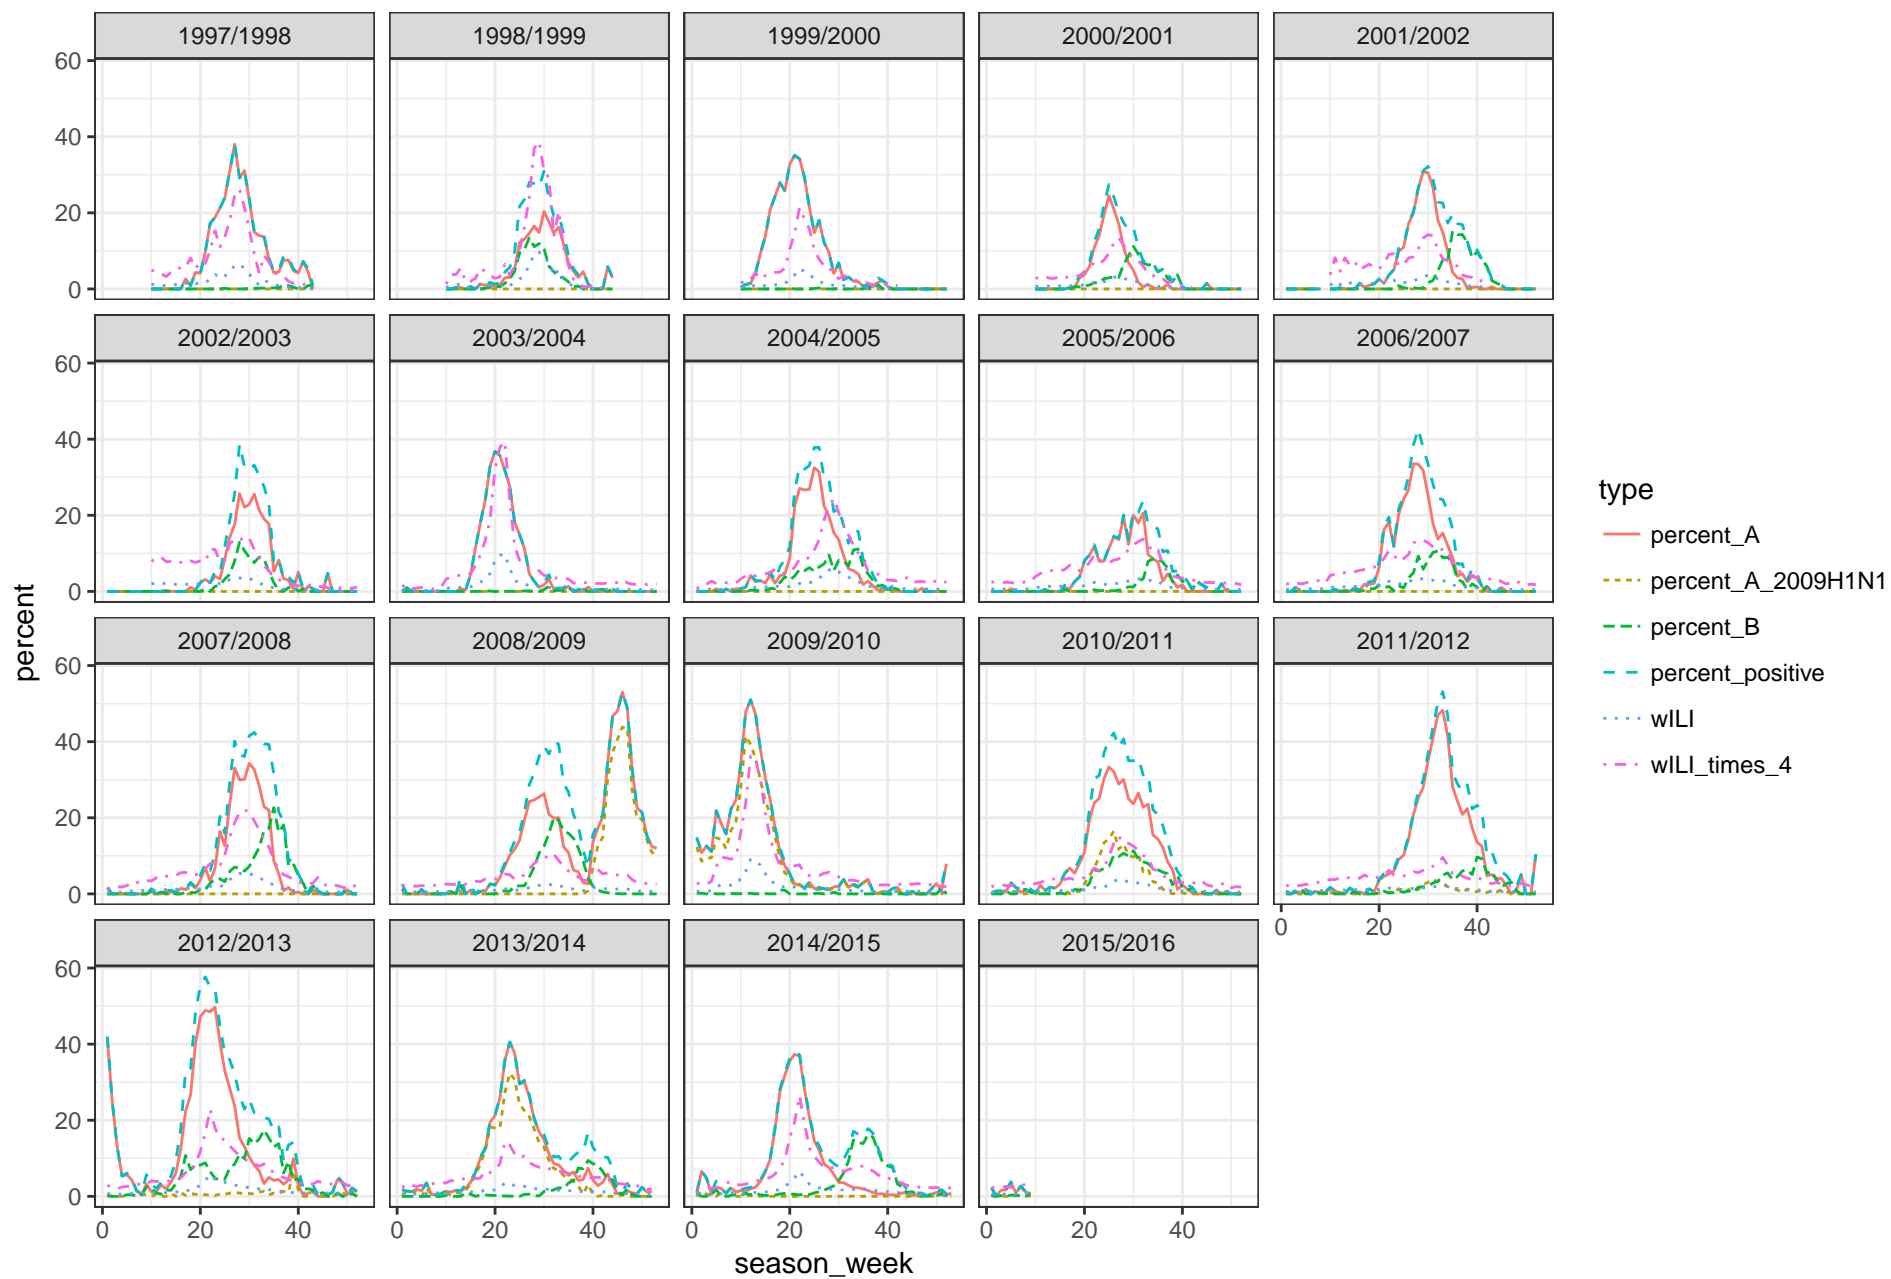 1997/1998 1998/1999 1999/2000 2000/2001 2001/2002
60
40
20
0
2002/2003 2003/2004 2004/2005 2005/2006 2006/2007
60
40
20
0
2007/2008 2008/2009 2009/2010 2010/2011 2011/2012
60
40
20
0
0 20 40
2012/2013 2013/2014 2014/2015 2015/2016
60
40
20
0
0 20 40 0 20 40 0 20 40 0 20 40
season_week
percent
type
percent_A
percent_A_2009H1N1
percent_B
percent_positive
wILI
wILI_times_4